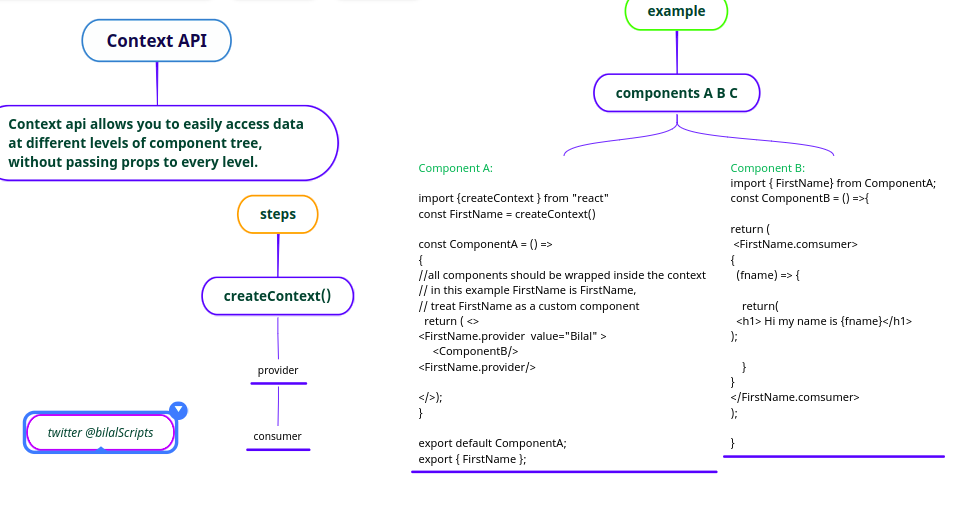 Context API
Context api allows you to easily access data
at different levels of component tree,
without passing props to every level.
steps
createContext()
provider
consumer
twitter @bilalScripts
example
components A B C
Component A:
import {createContext } from "react"
const FirstName = createContext()
const ComponentA = () =>
{
//all components should be wrapped inside the context
// in this example FirstName is FirstName,
// treat FirstName as a custom component
return ( <>
<FirstName.provider value="Bilal" >
<ComponentB/>
<FirstName.provider/>
</>);
}
export default ComponentA;
export { FirstName };
Component B:
import { FirstName} from ComponentA;
const ComponentB = () =>{
return (
<FirstName.comsumer>
{
(fname) => {
return(
<h1> Hi my name is {fname}</h1>
);
}
}
</FirstName.comsumer>
);
}